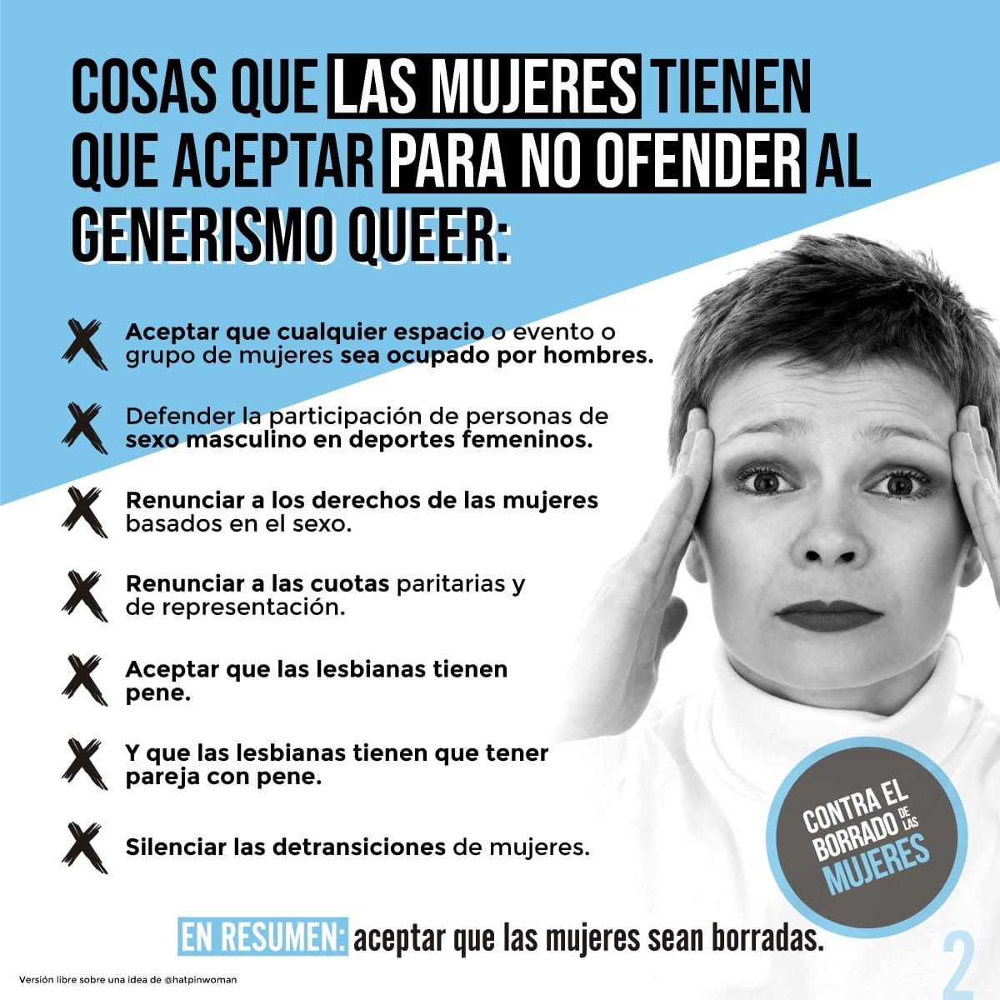 COSAS QUE LAS MUJERES TIENEN
QUE ACEPTAR PARA NO OFENDER AL
GENERISMO QUEER:
Aceptar que cualquier espacio o evento o
grupo de mujeres sea ocupado por hombres.
Defender la participación de personas de
sexo masculino en deportes femeninos.
Renunciar a los derechos de las mujeres
basados en el sexo.
Renunciar a las cuotas paritarias y
de representación.
Aceptar que las lesbianas tienen
pene.
Y que las lesbianas tienen que tener
pareja con pene.
Silenciar las detransiciones de mujeres.
CONTRA EL
BORRADO DE LAS
MUJERES
EN RESUMEN: aceptar que las mujeres sean borradas.
2
Versión libre sobre una idea de @hatpinwoman